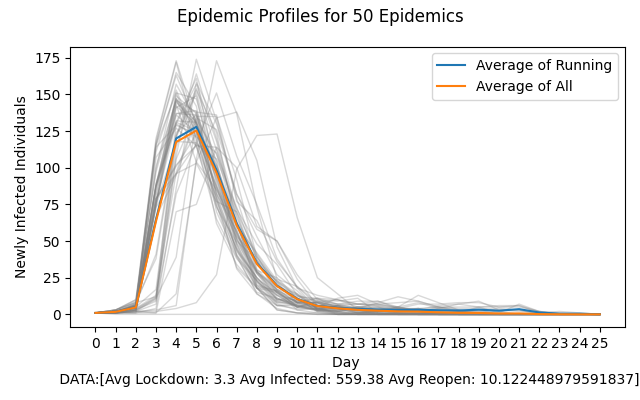 Epidemic Profiles for 50 Epidemics
175
150
125
100
75
50
25
0
Newly Infected Individuals
Average of Running
Average of All
0 1 2 3 4 5 6 7 8 9 10 11 12 13 14 15 16 17 18 19 20 21 22 23 24 25
Day
DATA:[Avg Lockdown: 3.3 Avg Infected: 559.38 Avg Reopen: 10.122448979591837]